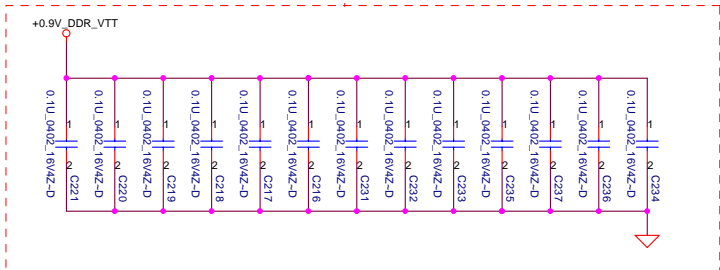 +0.9V_DDR_VTT
0.1U_0402_16V4Z~D
1
2
C221
0.1U_0402_16V4Z~D
1
2
C220
0.1U_0402_16V4Z~D
1
2
C219
0.1U_0402_16V4Z~D
1
2
C218
0.1U_0402_16V4Z~D
1
2
C217
0.1U_0402_16V4Z~D
1
2
C216
0.1U_0402_16V4Z~D
1
2
C231
0.1U_0402_16V4Z~D
1
2
C232
0.1U_0402_16V4Z~D
1
2
C233
0.1U_0402_16V4Z~D
1
2
C235
0.1U_0402_16V4Z~D
1
2
C237
0.1U_0402_16V4Z~D
1
2
C236
0.1U_0402_16V4Z~D
1
2
C234